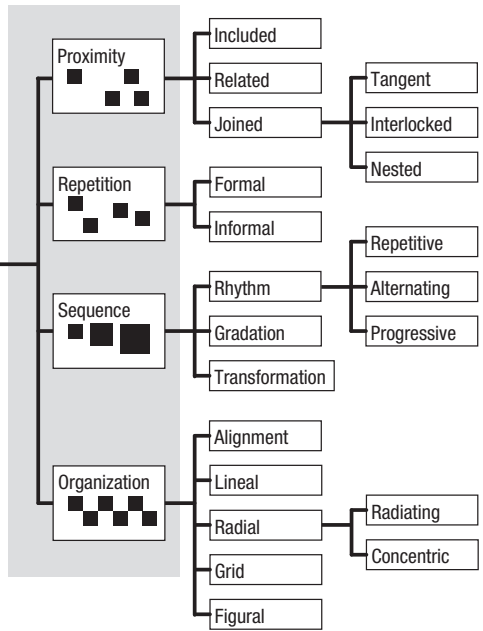 Proximity
Included
Related
Joined
Tangent
Interlocked
Nested
Repetition
Formal
Informal
Sequence
Rhythm
Gradation
Transformation
Repetitive
Alternating
Progressive
Organization
Alignment
Lineal
Radial
Grid
Figural
Radiating
Concentric